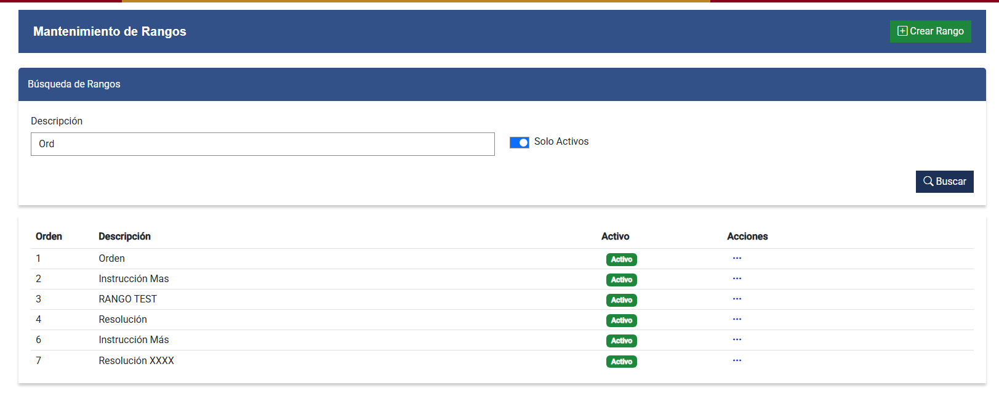 Mantenimiento de Rangos
Crear Rango
Búsqueda de Rangos
Descripción
Ord
Solo Activos
Buscar
Orden Descripción Activo Acciones
1 Orden Activo ...
2 Instrucción Mas Activo ...
3 RANGO TEST Activo ...
4 Resolución Activo ...
6 Instrucción Más Activo ...
7 Resolución XXXX Activo ...